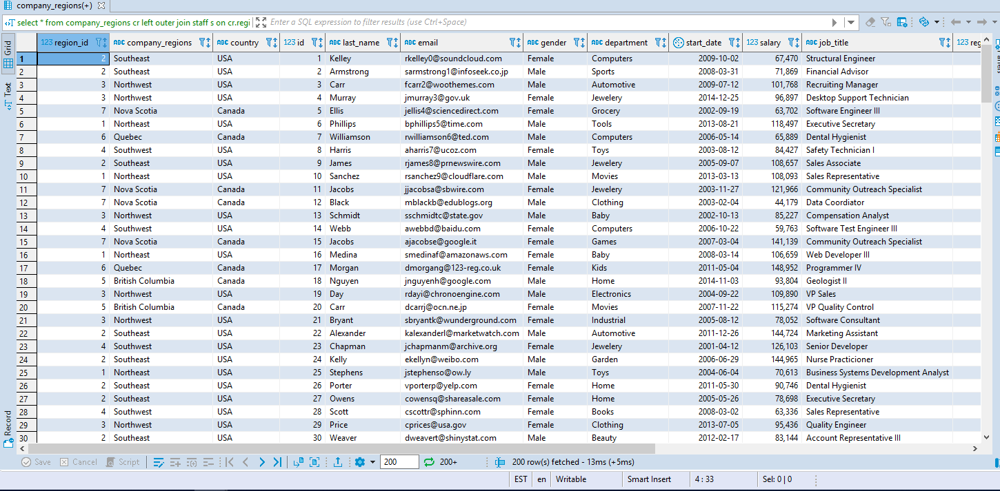 company_regions(+)
select * from company_regions cr left outer join staff s on cr.regi Enter a SQL expression to filter results (use Ctrl+Space)
Grid
Text
Record
123 region_id ABC company_regions ABC country 123 id ABC last_name ABC email ABC gender ABC department start_date 123 salary ABC job_title 123 reg
1 2 Southeast USA 1 Kelley rkelley0@soundcloud.com Female Computers 2009-10-02 67,470 Structural Engineer
2 2 Southeast USA 2 Armstrong sarmstrong1@infoseek.co.jp Male Sports 2008-03-31 71,869 Financial Advisor
3 3 Northwest USA 3 Carr fcarr2@woothemes.com Male Automotive 2009-07-12 101,768 Recruiting Manager
4 3 Northwest USA 4 Murray jmurray3@gov.uk Female Jewelery 2014-12-25 96,897 Desktop Support Technician
5 7 Nova Scotia Canada 5 Ellis jellis4@sciencedirect.com Female Grocery 2002-09-19 63,702 Software Engineer III
6 1 Northeast USA 6 Phillips bphillips5@time.com Male Tools 2013-08-21 118,497 Executive Secretary
7 6 Quebec Canada 7 Williamson rwilliamson6@ted.com Male Computers 2006-05-14 65,889 Dental Hygienist
8 4 Southwest USA 8 Harris aharris7@ucoz.com Female Toys 2003-08-12 84,427 Safety Technician I
9 2 Southeast USA 9 James rjames8@prnewswire.com Male Jewelery 2005-09-07 108,657 Sales Associate
10 1 Northeast USA 10 Sanchez rsanchez9@cloudflare.com Male Movies 2013-03-13 108,093 Sales Representative
11 7 Nova Scotia Canada 11 Jacobs jjacobsa@sbwire.com Female Jewelery 2003-11-27 121,966 Community Outreach Specialist
12 7 Nova Scotia Canada 12 Black mblackb@edublogs.org Male Clothing 2003-02-04 44,179 Data Coordiator
13 3 Northwest USA 13 Schmidt sschmidtc@state.gov Male Baby 2002-10-13 85,227 Compensation Analyst
14 4 Southwest USA 14 Webb awebbd@baidu.com Female Computers 2006-10-22 59,763 Software Test Engineer III
15 7 Nova Scotia Canada 15 Jacobs ajacobse@google.it Female Games 2007-03-04 141,139 Community Outreach Specialist
16 1 Northeast USA 16 Medina smedinaf@amazonaws.com Female Baby 2008-03-14 106,659 Web Developer III
17 6 Quebec Canada 17 Morgan dmorgang@123-reg.co.uk Female Kids 2011-05-04 148,952 Programmer IV
18 5 British Columbia Canada 18 Nguyen jnguyenh@google.com Male Home 2014-11-03 93,804 Geologist II
19 3 Northwest USA 19 Day rdayi@chronoengine.com Male Electronics 2004-09-22 109,890 VP Sales
20 5 British Columbia Canada 20 Carr dcarrj@ocn.ne.jp Female Movies 2007-11-22 115,274 VP Quality Control
21 3 Northwest USA 21 Bryant sbryantk@wunderground.com Female Industrial 2005-08-12 78,052 Software Consultant
22 2 Southeast USA 22 Alexander kalexanderl@marketwatch.com Male Automotive 2011-12-26 144,724 Marketing Assistant
23 4 Southwest USA 23 Chapman jchapmanm@archive.org Female Jewelery 2001-04-12 126,103 Senior Developer
24 2 Southeast USA 24 Kelly ekellyn@weibo.com Male Garden 2006-06-29 144,965 Nurse Practicioner
25 1 Northeast USA 25 Stephens jstephenso@ow.ly Male Toys 2004-06-04 70,613 Business Systems Development Analyst
26 2 Southeast USA 26 Porter vporterp@yelp.com Female Home 2011-05-30 90,746 Dental Hygienist
27 2 Southeast USA 27 Owens cowensq@shareasale.com Female Home 2005-05-26 78,698 Executive Secretary
28 4 Southeast USA 28 Scott cscottr@sphinn.com Female Books 2008-03-02 63,336 Sales Representative
29 3 Northwest USA 29 Price cprices@usa.gov Female Clothing 2013-07-05 95,436 Quality Engineer
30 2 Southeast USA 30 Weaver dweavert@shinystat.com Male Beauty 2012-02-17 83,144 Account Representative III
Save Cancel Script 200 200+ 200 row(s) fetched - 13ms (+5ms)
EST en Writable Smart Insert 4 : 33 Sel: 0 | 0